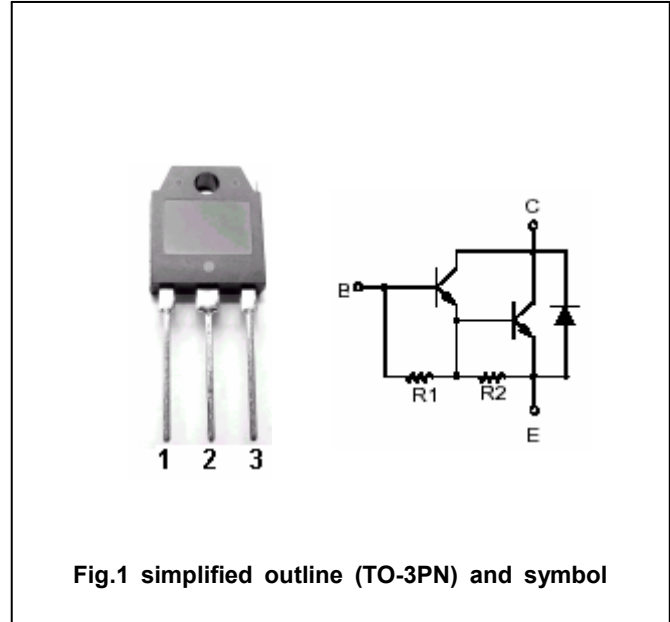 C
B
R1 R2
E
1 2 3
Fig.1 simplified outline (TO-3PN) and symbol